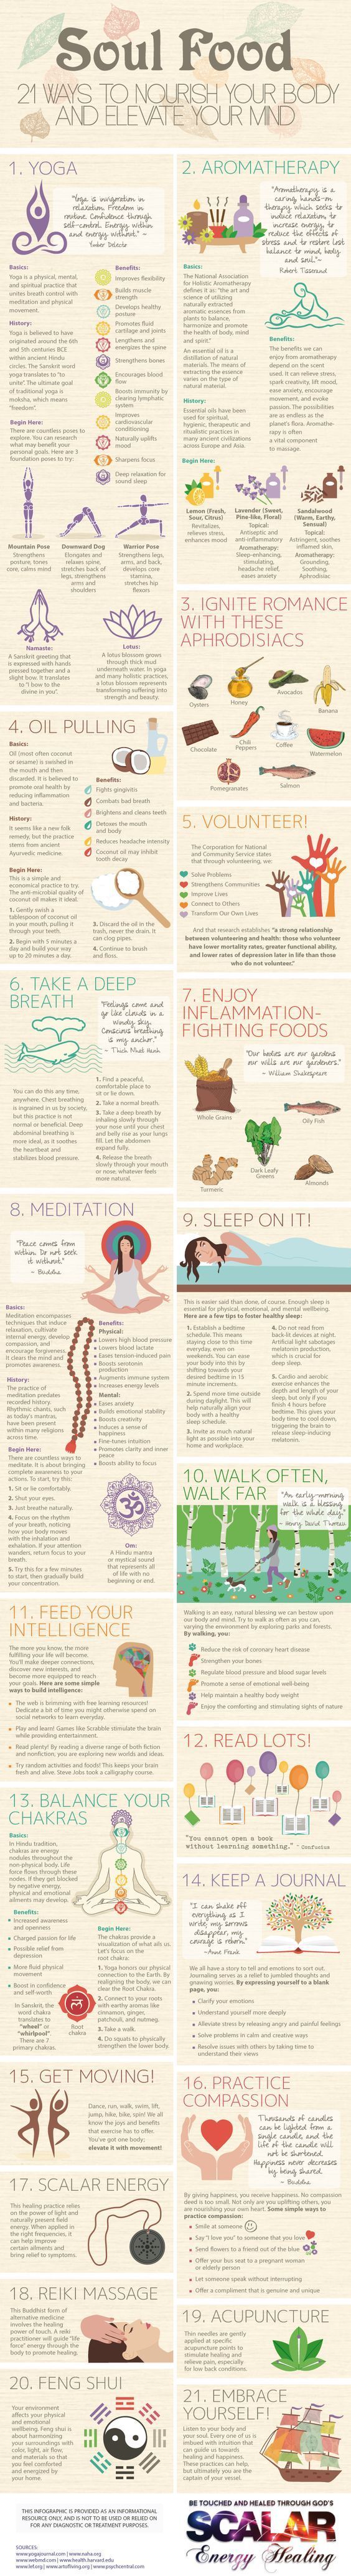 Soul Food
21 WAYS TO NOURISH YOUR BODY
AND ELEVATE YOUR MIND
1. YOGA
"Yoga is invigoration in
relaxation. Freedom in
routine. Confidence through
self-control. Energy within
and energy without." ~
Ymber Delecto
Basics:
Yoga is a physical, mental,
and spiritual practice that
unites breath control with
meditation and physical
movement.
History:
Yoga is believed to have
originated around the 6th
and 5th centuries BCE
within ancient Hindu
circles. The Sanskrit word
yoga translates to "to
unite". The ultimate goal
of traditional yoga is
moksha, which means
"freedom".
Begin Here:
There are countless poses to
explore. You can research
what may benefit your
personal goals. Here are 3
foundation poses to try:
Benefits:
Improves flexibility
Builds muscle
strength
Develops healthy
posture
Promotes fluid
cartilage and joints
Lengthens and
energizes the spine
Strengthens bones
Encourages blood
flow
Boosts immunity by
clearing lymphatic
system
Improves
cardiovascular
conditioning
Naturally uplifts
mood
Sharpens focus
Deep relaxation for
sound sleep
Mountain Pose
Strengthens
posture, tones
core, calms mind
Downward Dog
Elongates and
relaxes spine,
stretches back of
legs, strengthens
arms and
shoulders
Warrior Pose
Strengthens legs,
arms, and back,
develops core
stamina,
stretches hip
flexors
Namaste:
A Sanskrit greeting that
is expressed with hands
pressed together and a
slight bow. It translates
to "I bow to the
divine in you".
Lotus:
A lotus blossom grows
through thick mud
underneath water. In yoga
and many holistic practices,
a lotus blossom represents
transforming suffering into
strength and beauty.
2. AROMATHERAPY
"Aromatherapy is a
caring, hands-on
therapy which seeks to
induce relaxation, to
increase energy, to
reduce the effects of
stress and to restore lost
balance to mind, body
and soul."~
Robert Tisserand
Basics:
The National Association
for Holistic Aromatherapy
defines it as: "the art and
science of utilizing
naturally extracted
aromatic essences from
plants to balance,
harmonize and promote
the health of body, mind
and spirit."
An essential oil is a
distillation of natural
materials. The means of
extracting the essence
varies on the type of
natural material.
History:
Essential oils have been
used for spiritual,
hygienic, therapeutic and
ritualistic practices in
many ancient civilizations
across Europe and Asia.
Benefits:
The benefits we can
enjoy from aromatherapy
depend on the scent
used. It can relieve stress,
spark creativity, lift mood,
ease anxiety, encourage
movement, and evoke
passion. The possibilities
are as endless as the
planet's flora. Aromathe-
rapy is often
a vital component
to massage.
Begin Here:
Lemon (Fresh,
Sour, Citrus)
Revitalizes,
relieves stress,
enhances mood
Lavender (Sweet,
Pine-like, Floral)
Topical:
Antiseptic and
anti-inflammatory
Aromatherapy:
Sleep-enhancing,
stimulating,
headache relief,
eases anxiety
Sandalwood
(Warm, Earthy,
Sensual)
Topical:
Astringent, soothes
inflamed skin,
Aromatherapy:
Grounding,
Soothing,
Aphrodisiac
3. IGNITE ROMANCE
WITH THESE
APHRODISIACS
Oysters
Honey
Avocados
Banana
Chocolate
Chili
Peppers
Coffee
Watermelon
Pomegranates
Salmon
4. OIL PULLING
Basics:
Oil (most often coconut
or sesame) is swished in
the mouth and then
discarded. It is believed to
promote oral health by
reducing inflammation
and bacteria.
History:
It seems like a new folk
remedy, but the practice
stems from ancient
Ayurvedic medicine.
Begin Here:
This is a simple and
economical practice to try.
The anti-microbial quality of
coconut oil makes it ideal.
1. Gently swish a
tablespoon of coconut oil
in your mouth, pulling it
through your teeth.
2. Begin with 5 minutes a
day and build your way
up to 20 minutes a day.
Benefits:
Fights gingivitis
Combats bad breath
Brightens and cleans teeth
Detoxes the mouth
and body
Reduces headache intensity
Coconut oil may inhibit
tooth decay
3. Discard the oil in the
trash, never the drain. It
can clog pipes.
4. Continue to brush
and floss.
5. VOLUNTEER!
The Corporation for National
and Community Service states
that through volunteering, we:
Solve Problems
Strengthens Communities
Improve Lives
Connect to Others
Transform Our Own Lives
And that research establishes "a strong relationship
between volunteering and health: those who volunteer
have lower mortality rates, greater functional ability,
and lower rates of depression later in life than those
who do not volunteer."
6. TAKE A DEEP
BREATH
"Feelings come and
go like clouds in a
windy sky.
Conscious breathing
is my anchor."
~ Thich Nhat Hanh
You can do this any time,
anywhere. Chest breathing
is ingrained in us by society,
but this practice is not
normal or beneficial. Deep
abdominal breathing is
more ideal, as it soothes
the heartbeat and
stabilizes blood pressure.
1. Find a peaceful,
comfortable place to
sit or lie down.
2. Take a normal breath.
3. Take a deep breath by
inhaling slowly through
your nose until your chest
and belly rise as your lungs
fill. Let the abdomen
expand fully.
4. Release the breath
slowly through your mouth
or nose, whatever feels
more natural.
7. ENJOY
INFLAMMATION-
FIGHTING FOODS
"Our bodies are our gardens
our wills are our gardeners."
~ William Shakespeare
Whole Grains
Oily Fish
Dark Leafy
Greens
Turmeric
Almonds
8. MEDITATION
"Peace comes from
within. Do not seek
it without."
~ Buddha
Basics:
Meditation encompasses
techniques that induce
relaxation, cultivate
internal energy, develop
compassion, and
encourage forgiveness.
It clears the mind and
promotes awareness.
History:
The practice of
meditation predates
recorded history.
Rhythmic chants, such
as today's mantras,
have been present
within many religions
across time.
Begin Here:
There are countless ways to
meditate. It is about bringing
complete awareness to your
actions. To start, try this:
1. Sit or lie comfortably.
2. Shut your eyes.
3. Just breathe naturally.
4. Focus on the rhythm
of your breath, noticing
how your body moves
with the inhalation and
exhalation. If your attention
wanders, return focus to your
breath.
5. Try this for a few minutes
to start, then gradually build
your concentration.
Benefits:
Physical:
Lowers high blood pressure
Lowers blood lactate
Eases tension-induced pain
Boosts serotonin
production
Augments immune system
Increases energy levels
Mental:
Eases anxiety
Builds emotional stability
Boosts creativity
Induces a sense of
happiness
Fine-tunes intuition
Promotes clarity and inner
peace
Boosts ability to focus
Om:
A Hindu mantra
or mystical sound
that represents all
of life with no
beginning or end.
9. SLEEP ON IT!
This is easier said than done, of course. Enough sleep is
essential for physical, emotional, and mental wellbeing.
Here are a few tips to foster healthy sleep:
1. Establish a bedtime
schedule. This means
staying close to this time
everyday, even on
weekends. You can ease
your body into this by
shifting towards your
desired bedtime in 15
minute increments.
2. Spend more time outside
during daylight. This will
help naturally align your
body with a healthy
sleep schedule.
3. Invite as much natural
light as possible into your
home and workplace.
4. Do not read from
back-lit devices at night.
Artificial light sabotages
melatonin production,
which is crucial for
deep sleep.
5. Cardio and aerobic
exercise enhances the
depth and length of your
sleep, but only if you
finish 4 hours before
bedtime. This gives your
body time to cool down,
triggering the brain to
release sleep-inducing
melatonin.
10. WALK OFTEN,
WALK FAR
"An early-morning
walk is a blessing
for the whole day."
~ Henry David Thoreau
Walking is an easy, natural blessing we can bestow upon
our body and mind. Try to walk as often as you can,
varying the environment by exploring parks and forests.
By walking, you:
Reduce the risk of coronary heart disease
Strengthen your bones
Regulate blood pressure and blood sugar levels
Promote a sense of emotional well-being
Help maintain a healthy body weight
Enjoy the comforting and stimulating sights of nature
11. FEED YOUR
INTELLIGENCE
The more you know, the more
fulfilling your life will become.
You'll make deeper connections,
discover new interests, and
become more equipped to reach
your goals. Here are some simple
ways to build intelligence:
The web is brimming with free learning resources!
Dedicate a bit of time you might otherwise spend on
social networks to learn everyday.
Play and learn! Games like Scrabble stimulate the brain
while providing entertainment.
Read plenty! By reading a diverse range of both fiction
and nonfiction, you are exploring new worlds and ideas.
Try random activities and foods! This keeps your brain
fresh and alive. Steve Jobs took a calligraphy course.
12. READ LOTS!
"You cannot open a book
without learning something." ~ Confucius
13. BALANCE YOUR
CHAKRAS
Basics:
In Hindu tradition,
chakras are energy
nodules throughout the
non-physical body. Life
force flows through these
nodes. If they get blocked
by negative energy,
physical and emotional
ailments may develop.
Benefits:
Increased awareness
and openness
Charged passion for life
Possible relief from
depression
More fluid physical
movement
Boost in confidence
and self-worth
In Sanskrit, the
word chakra
translates to
"wheel" or
"whirlpool".
There are 7
primary chakras.
Root
chakra
Begin Here:
The chakras provide a
visualization of what ails us.
Let's focus on the
root chakra:
1. Yoga honors our physical
connection to the Earth. By
realigning the body, we can
clear the Root Chakra.
2. Connect to your roots
with earthy aromas like
cinnamon, ginger,
patchouli, and nutmeg.
3. Take a walk.
4. Do squats to physically
strengthen the lower body.
14. KEEP A JOURNAL
"I can shake off
everything as I
write; my sorrows
disappear, my
courage is reborn."
~Anne Frank
We all have a story to tell and emotions to sort out.
Journaling serves as a relief to jumbled thoughts and
growing worries. By expressing yourself to a blank
page, you:
Clarify your emotions
Understand yourself more deeply
Alleviate stress by releasing angry and painful feelings
Solve problems in calm and creative ways
Resolve issues with others by taking time to
understand their views
15. GET MOVING!
Dance, run, walk, swim, lift,
jump, hike, bike, spin! We all
know the joys and benefits
that exercise has to offer.
You've got one body;
elevate it with movement!
16. PRACTICE
COMPASSION
Thousands of candles
can be lighted from a
single candle, and the
life of the candle will
not be shortened.
Happiness never decreases
by being shared.
~ Buddha
By giving happiness, you receive happiness. No compassion
deed is too small. Not only are you uplifting others, you
are nourishing your own heart. Some simple ways to
practice compassion:
Smile at someone
Say "I love you" to someone that you love
Send flowers to a friend out of the blue
Offer your bus seat to a pregnant woman
or elderly person
Let someone speak without interrupting
Offer a compliment that is genuine and unique
17. SCALAR ENERGY
This healing practice relies
on the power of light and
naturally present field
energy. When applied in
the right frequencies, it
can help improve
certain ailments and
bring relief to symptoms.
18. REIKI MASSAGE
This Buddhist form of
alternative medicine
involves the healing
power of touch. A reiki
practitioner will guide "life
force" energy through the
body to promote healing.
19. ACUPUNCTURE
Thin needles are gently
applied at specific
acupuncture points to
stimulate healing and
relieve pain, especially
for low back conditions.
20. FENG SHUI
Your environment
affects your physical
and emotional
wellbeing. Feng shui is
about harmonizing
your surroundings with
color, light, air flow,
and materials so that
you feel comforted
and energized by
your home.
21. EMBRACE
YOURSELF!
Listen to your body and
your soul. Every one of us is
imbued with intuition that
can guide us towards
healing and happiness.
These practices can help,
but ultimately you are the
captain of your vessel.
THIS INFOGRAPHIC IS PROVIDED AS AN INFORMATIONAL
RESOURCE ONLY, AND IS NOT TO BE USED OR RELIED ON
FOR ANY DIAGNOSTIC OR TREATMENT PURPOSES.
SOURCES:
www.yogajournal.com | www.naha.org
www.webmd.com | www.health.harvard.edu
www.lef.org | www.artofliving.org | www.psychcentral.com
BE TOUCHED AND HEALED THROUGH GOD'S
SCALAR
Energy Healing